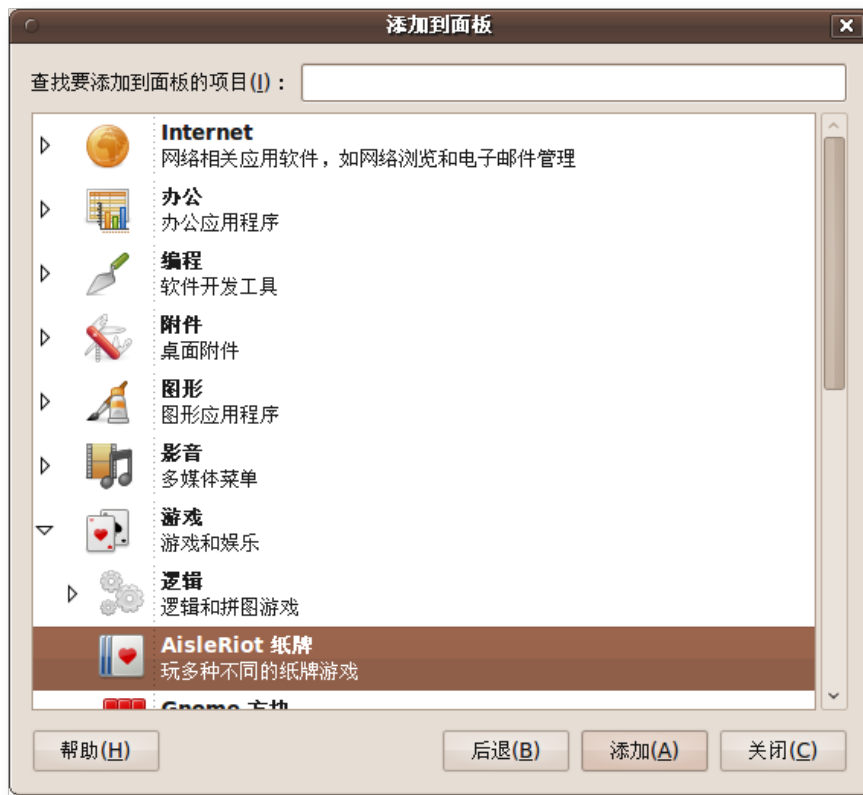 添加到面板
查找要添加到面板的项目(I)：
Internet
网络相关应用软件，如网络浏览和电子邮件管理
办公
办公应用程序
编程
软件开发工具
附件
桌面附件
图形
图形应用程序
影音
多媒体菜单
游戏
游戏和娱乐
逻辑
逻辑和拼图游戏
AisleRiot 纸牌
玩多种不同的纸牌游戏
Gnome 方块
帮助(H)
后退(B)
添加(A)
关闭(C)